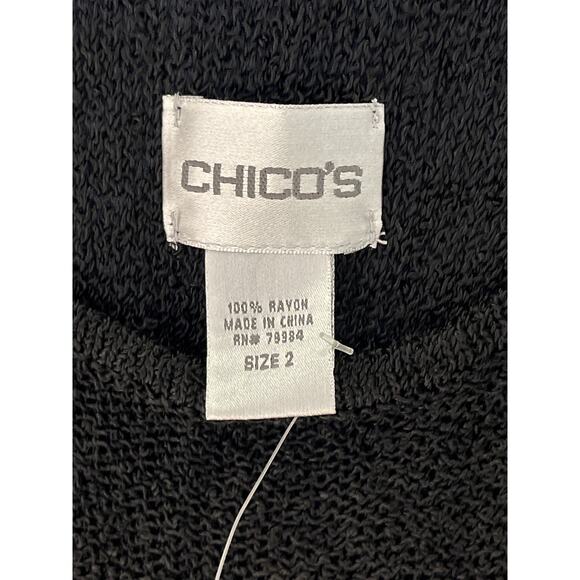 CHICO'S
100% RAYON
MADE IN CHINA
RN# 79984
SIZE 2